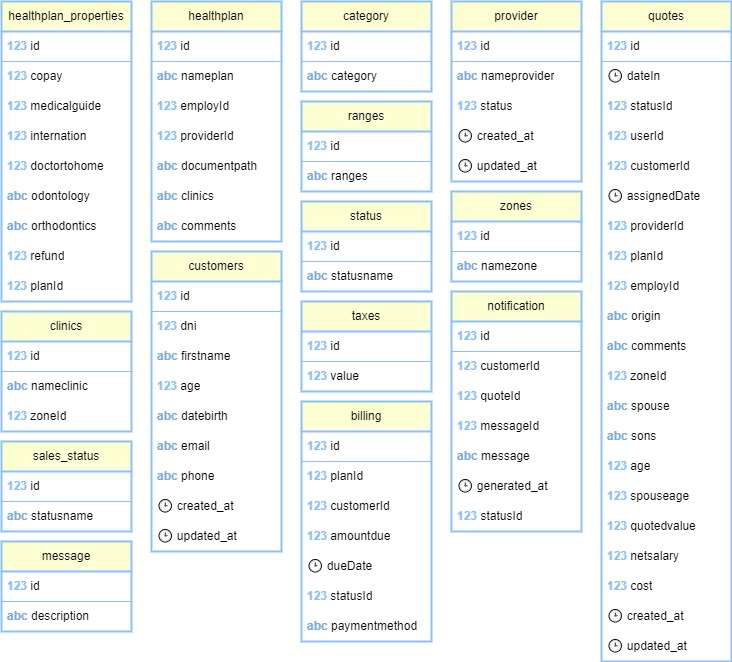 healthplan_properties
123 id
123 copay
123 medicalguide
123 internation
123 doctortohome
abc odontology
abc orthodontics
123 refund
123 planId
clinics
123 id
abc nameclinic
123 zoneId
sales_status
123 id
abc statusname
message
123 id
abc description
healthplan
123 id
abc nameplan
123 employId
123 providerId
abc documentpath
abc clinics
abc comments
customers
123 id
123 dni
abc firstname
123 age
abc datebirth
abc email
abc phone
created_at
updated_at
category
123 id
abc category
ranges
123 id
abc ranges
status
123 id
abc statusname
taxes
123 id
123 value
billing
123 id
123 planId
123 customerId
123 amountdue
dueDate
123 statusId
abc paymentmethod
provider
123 id
abc nameprovider
123 status
created_at
updated_at
zones
123 id
abc namezone
notification
123 id
123 customerId
123 quoteId
123 messageId
abc message
generated_at
123 statusId
quotes
123 id
dateIn
123 statusId
123 userId
123 customerId
assignedDate
123 providerId
123 planId
123 employId
abc origin
abc comments
123 zoneId
abc spouse
abc sons
123 age
123 spouseage
123 quotedvalue
123 netsalary
123 cost
created_at
updated_at